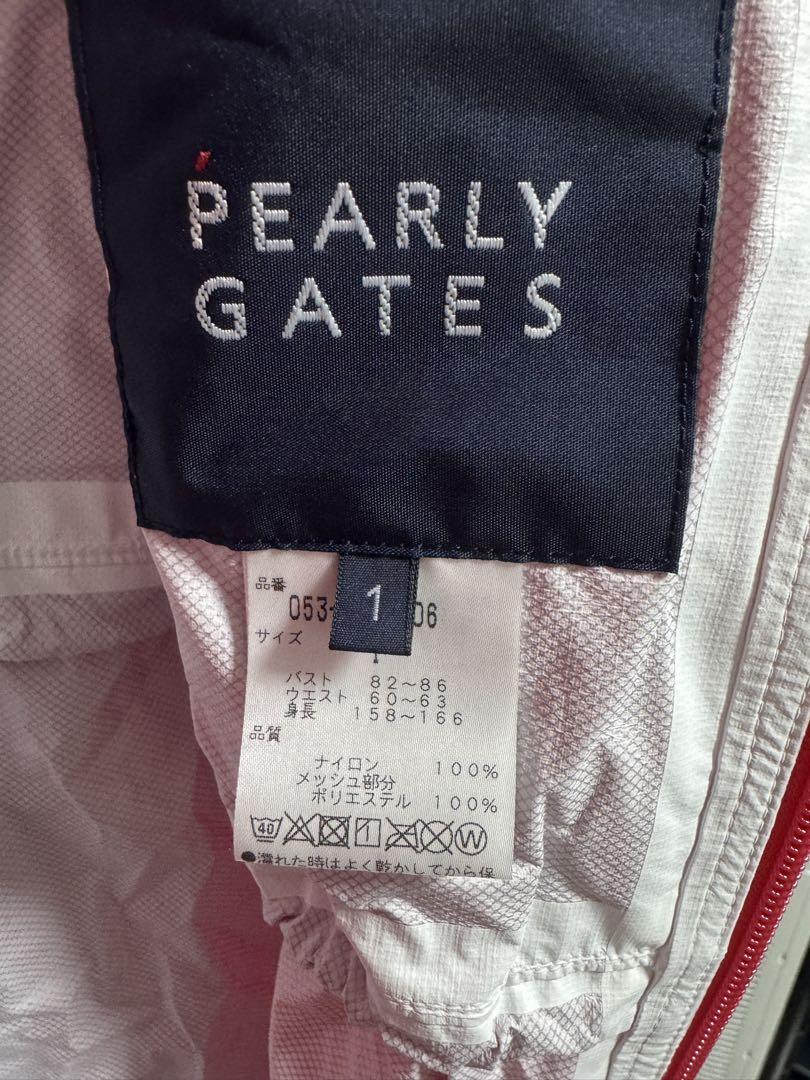 PEARLY
GATES
1
品番
053- 06
サイズ
バスト 82~86
ウエスト 60~63
身長 158~166
品質
ナイロン 100%
メッシュ部分
ポリエステル 100%
40 W
●濡れた時はよく乾かしてから保